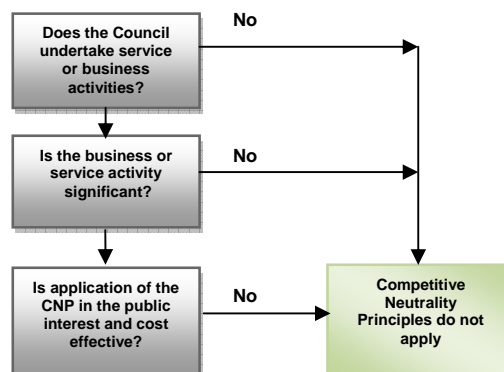 Does the Council
undertake service
or business
activities?
No
Is the business or
service activity
significant?
No
Is application of the
CNP in the public
interest and cost
effective?
No
Competitive
Neutrality
Principles do not
apply